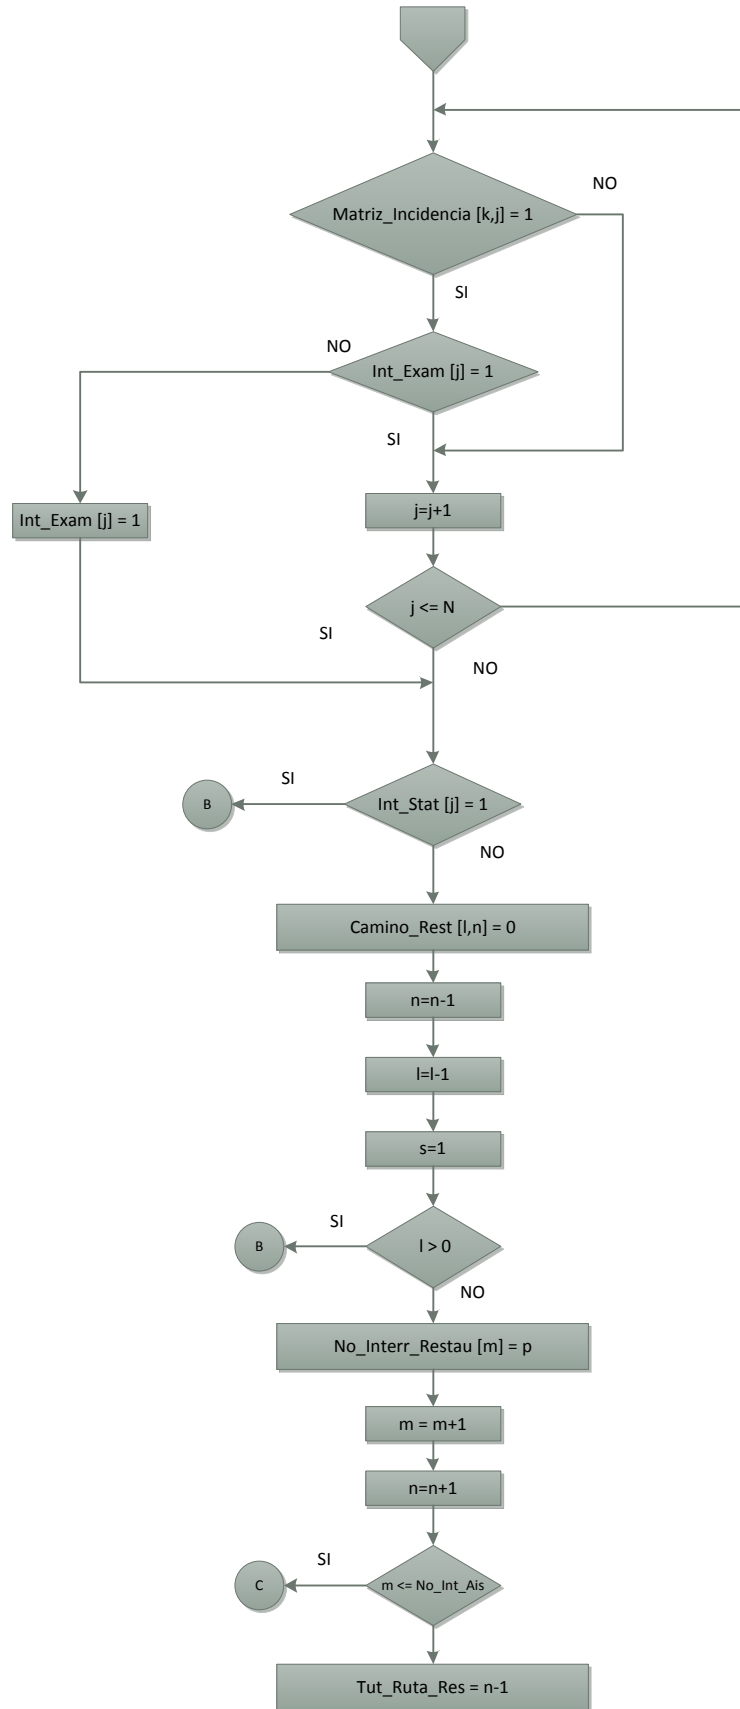 NO
Matriz_Incidencia [k,j] = 1
SI
NO
Int_Exam [j] = 1
SI
j=j+1
Int_Exam [j] = 1
j <= N
SI
NO
SI
Int_Stat [j] = 1
B
NO
Camino_Rest [l,n] = 0
n=n-1
l=l-1
s=1
SI
l > 0
B
NO
No_Interr_Restau [m] = p
m = m+1
n=n+1
SI
m <= No_Int_Ais
C
Tut_Ruta_Res = n-1